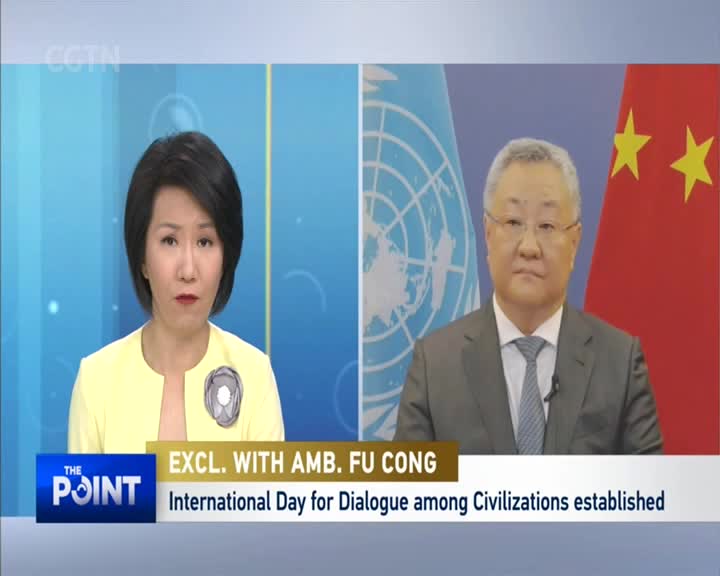 CGTN
EXCL. WITH AMB. FU CONG
THE
POINT
International Day for Dialogue among Civilizations established